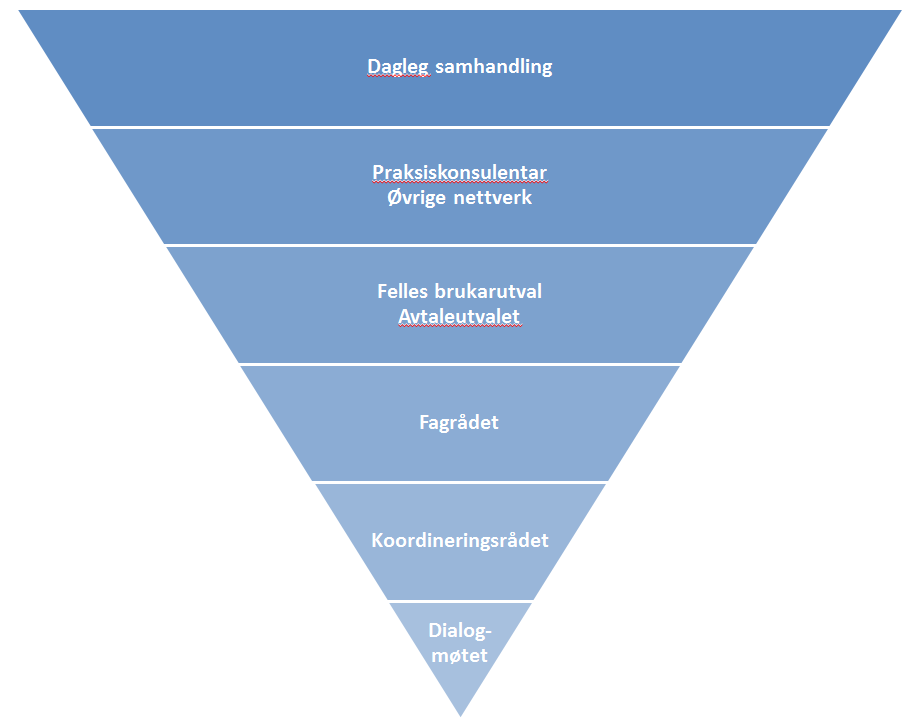 Dagleg samhandling
Praksiskonsulentar
Øvrige nettverk
Felles brukarutval
Avtaleutvalet
Fagrådet
Koordineringsrådet
Dialog-
møtet